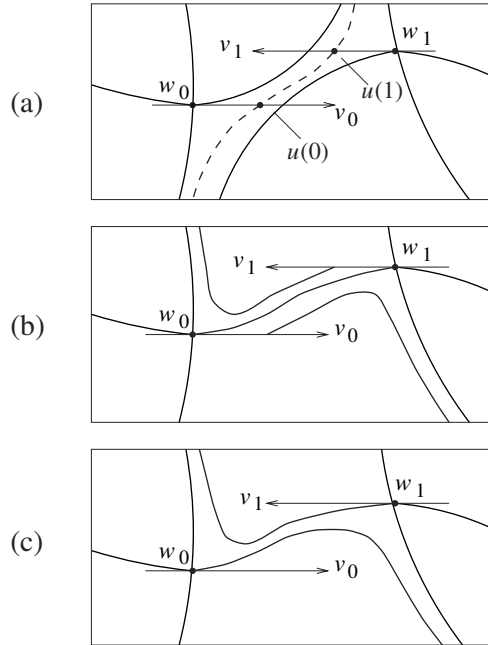 (a)
v₁ w₁
w₀
v₀ u(1)
u(0)
(b)
w₁
v₁
w₀
v₀
(c)
w₁
v₁
w₀
v₀